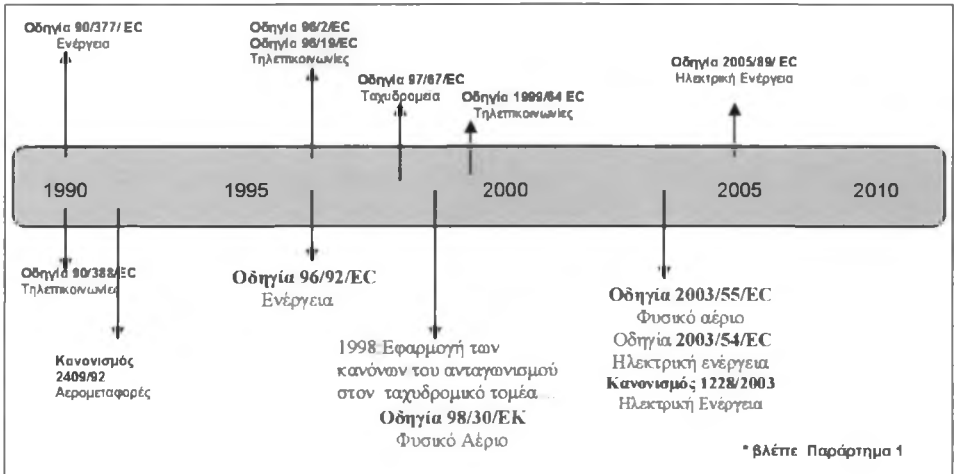 Οδηγία 90/377/ EC
Ενέργεια
Οδηγία 96/2/EC
Οδηγία 96/19/EC
Τηλεπικοινωνίες
Οδηγία 97/67/EC
Ταχυδρομεια
Οδηγία 1999/64 EC
Τηλεπικοινωνίες
Οδηγία 2005/89/ EC
Ηλεκτρική Ενέργεια
1990 1995 2000 2005 2010
Οδηγία 90/388/EC
Τηλεπικοινωνίες
Κανονισμός
2409/92
Αερομεταφορές
Οδηγία 96/92/EC
Ενέργεια
1998 Εφαρμογή των
κανόνων του ανταγωνισμού
στον ταχυδρομικό τομέα
Οδηγία 98/30/ΕΚ
Φυσικό Αέριο
Οδηγία 2003/55/EC
Φυσικό αέριο
Οδηγία 2003/54/EC
Ηλεκτρική ενέργεια
Κανονισμός 1228/2003
Ηλεκτρική Ενέργεια
* βλέπε Παράρτημα 1